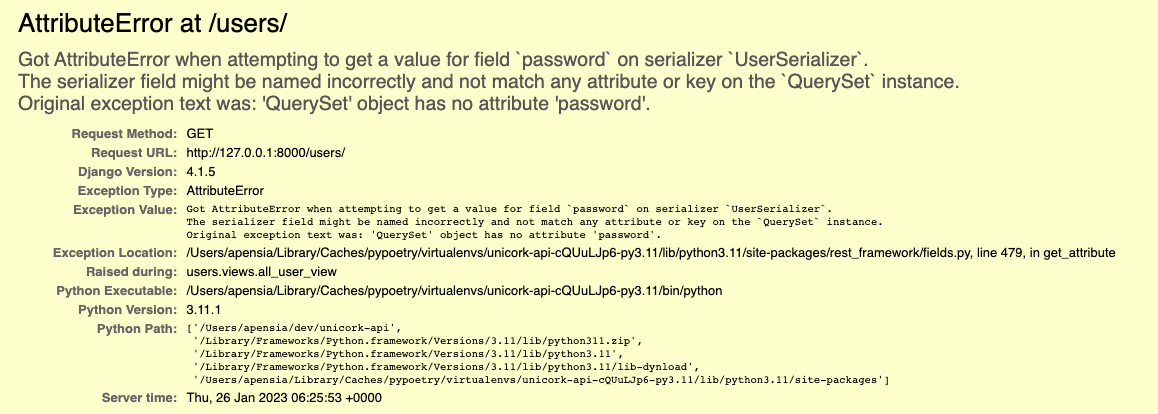 AttributeError at /users/
Got AttributeError when attempting to get a value for field `password` on serializer `UserSerializer`.
The serializer field might be named incorrectly and not match any attribute or key on the `QuerySet` instance.
Original exception text was: 'QuerySet' object has no attribute 'password'.
Request Method: GET
Request URL: http://127.0.0.1:8000/users/
Django Version: 4.1.5
Exception Type: AttributeError
Exception Value: Got AttributeError when attempting to get a value for field `password` on serializer `UserSerializer`.
The serializer field might be named incorrectly and not match any attribute or key on the `QuerySet` instance.
Original exception text was: 'QuerySet' object has no attribute 'password'.
Exception Location: /Users/apensia/Library/Caches/pypoetry/virtualenvs/unicork-api-cQUuLJp6-py3.11/lib/python3.11/site-packages/rest_framework/fields.py, line 479, in get_attribute
Raised during: users.views.all_user_view
Python Executable: /Users/apensia/Library/Caches/pypoetry/virtualenvs/unicork-api-cQUuLJp6-py3.11/bin/python
Python Version: 3.11.1
Python Path: ['/Users/apensia/dev/unicork-api',
'/Library/Frameworks/Python.framework/Versions/3.11/lib/python311.zip',
'/Library/Frameworks/Python.framework/Versions/3.11/lib/python3.11',
'/Library/Frameworks/Python.framework/Versions/3.11/lib/python3.11/lib-dynload',
'/Users/apensia/Library/Caches/pypoetry/virtualenvs/unicork-api-cQUuLJp6-py3.11/lib/python3.11/site-packages']
Server time: Thu, 26 Jan 2023 06:25:53 +0000